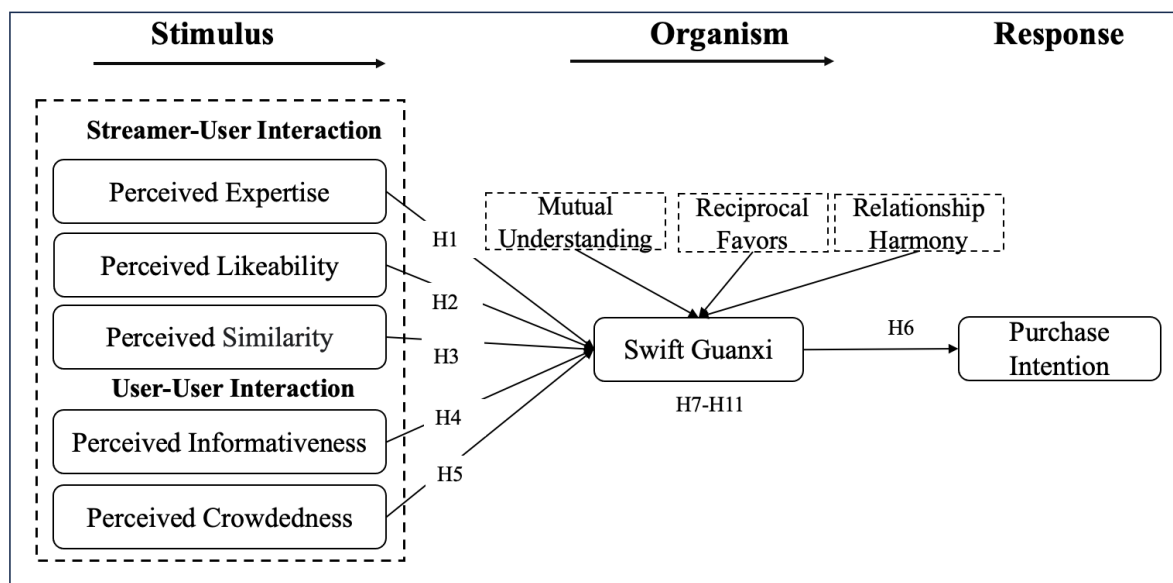 Stimulus
Organism
Response
Streamer-User Interaction
Perceived Expertise
Perceived Likeability
Perceived Similarity
User-User Interaction
Perceived Informativeness
Perceived Crowdedness
H1
H2
H3
H4
H5
Mutual
Understanding
Reciprocal
Favors
Relationship
Harmony
Swift Guanxi
H7-H11
H6
Purchase
Intention